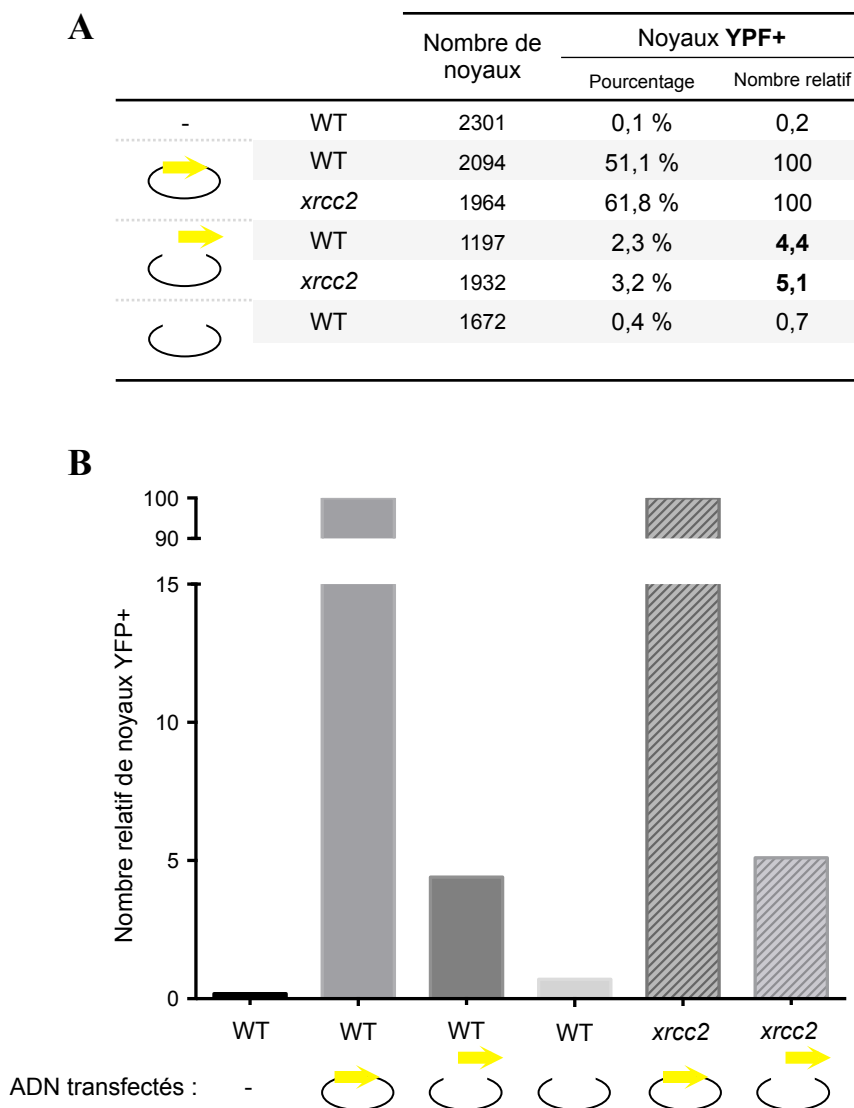 A
Nombre de noyaux
Noyaux YPF+
Pourcentage Nombre relatif
- WT 2301 0,1 % 0,2
WT 2094 51,1 % 100
xrcc2 1964 61,8 % 100
WT 1197 2,3 % 4,4
xrcc2 1932 3,2 % 5,1
WT 1672 0,4 % 0,7
B
Nombre relatif de noyaux YFP+
100
90
15
10
5
0
WT WT WT WT xrcc2 xrcc2
ADN transfectés : -